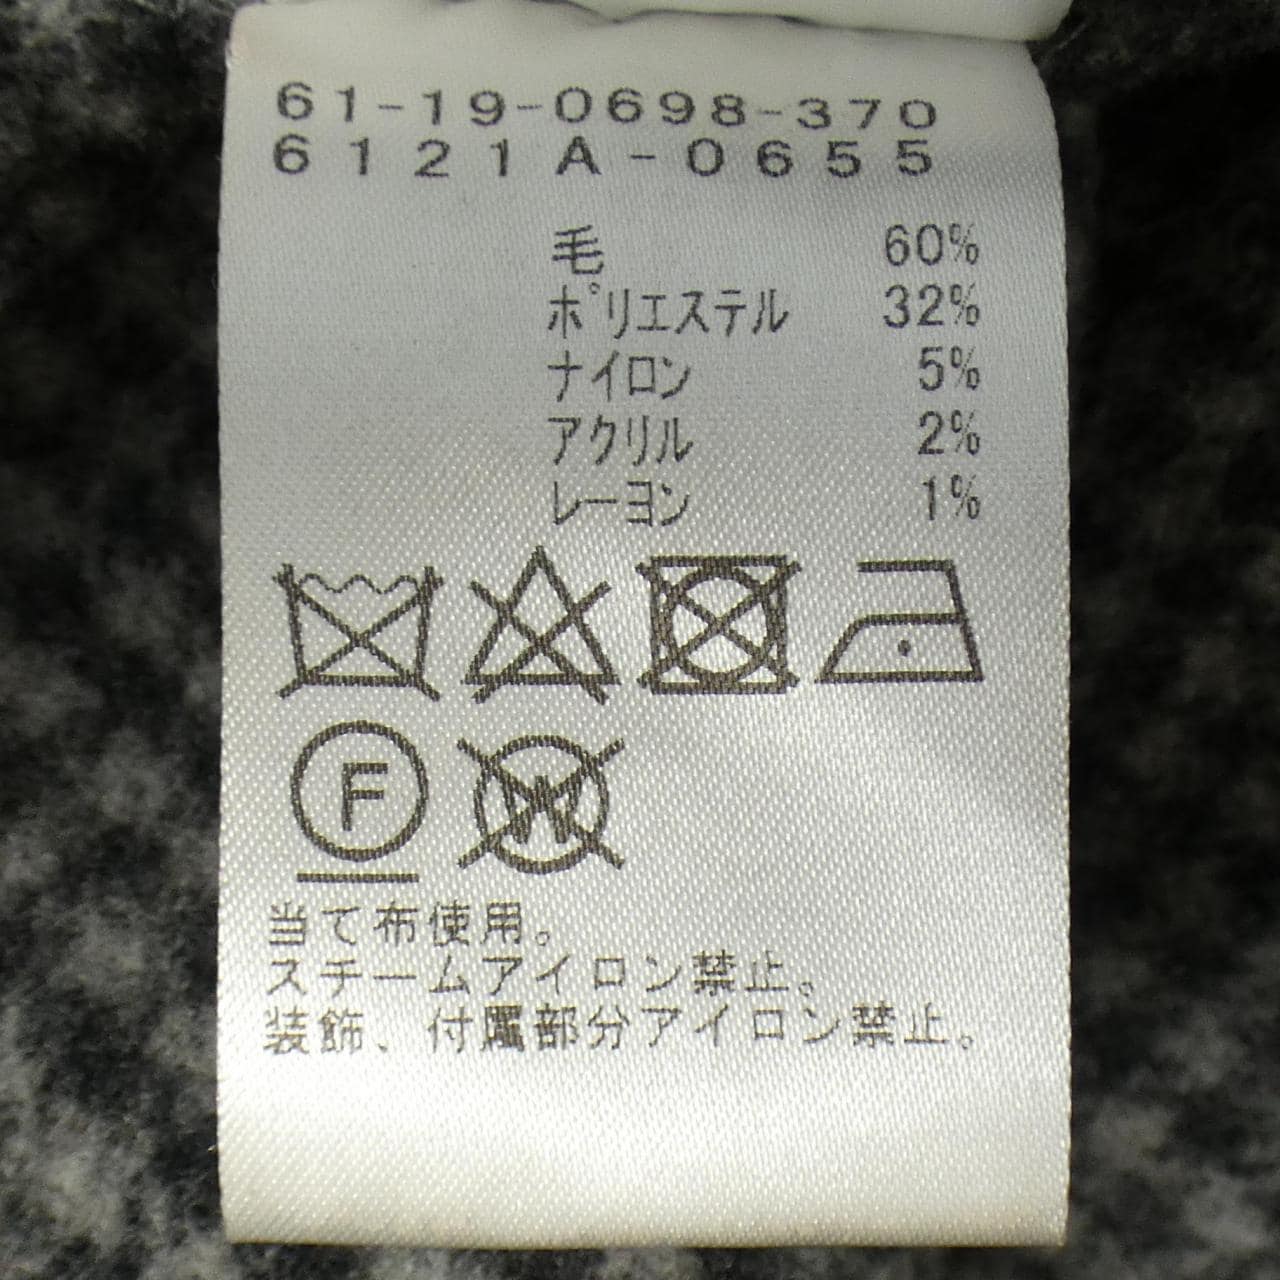 61-19-0698-370
6121A-0655
毛 60%
ポリエステル 32%
ナイロン 5%
アクリル 2%
レーヨン 1%
F W
当て布使用。
スチームアイロン禁止。
装飾、付属部分アイロン禁止。